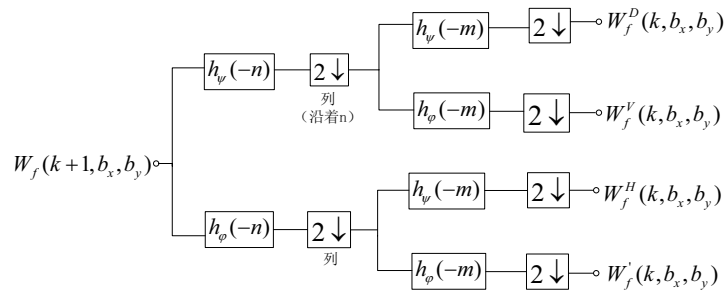 h_ψ(-m) 2↓ W_f^D(k,b_x,b_y)
h_ψ(-n) 2↓
列
（沿着n）
h_φ(-m) 2↓ W_f^V(k,b_x,b_y)
W_f(k+1,b_x,b_y)
h_ψ(-m) 2↓ W_f^H(k,b_x,b_y)
h_φ(-n) 2↓
列
h_φ(-m) 2↓ W_f^'(k,b_x,b_y)